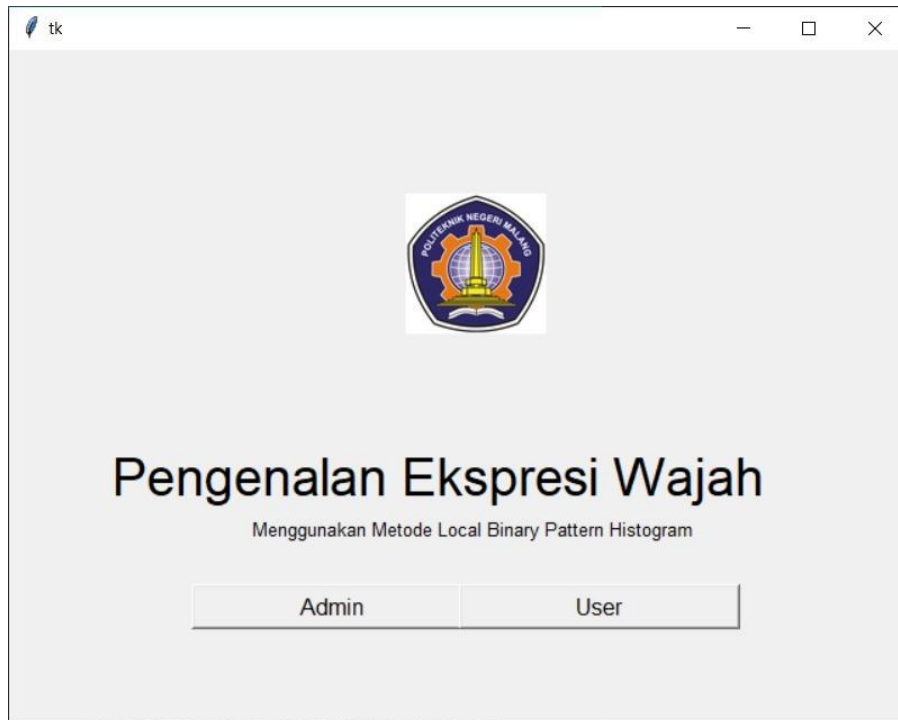 tk
POLITEKNIK NEGERI MALANG
Pengenalan Ekspresi Wajah
Menggunakan Metode Local Binary Pattern Histogram
Admin
User